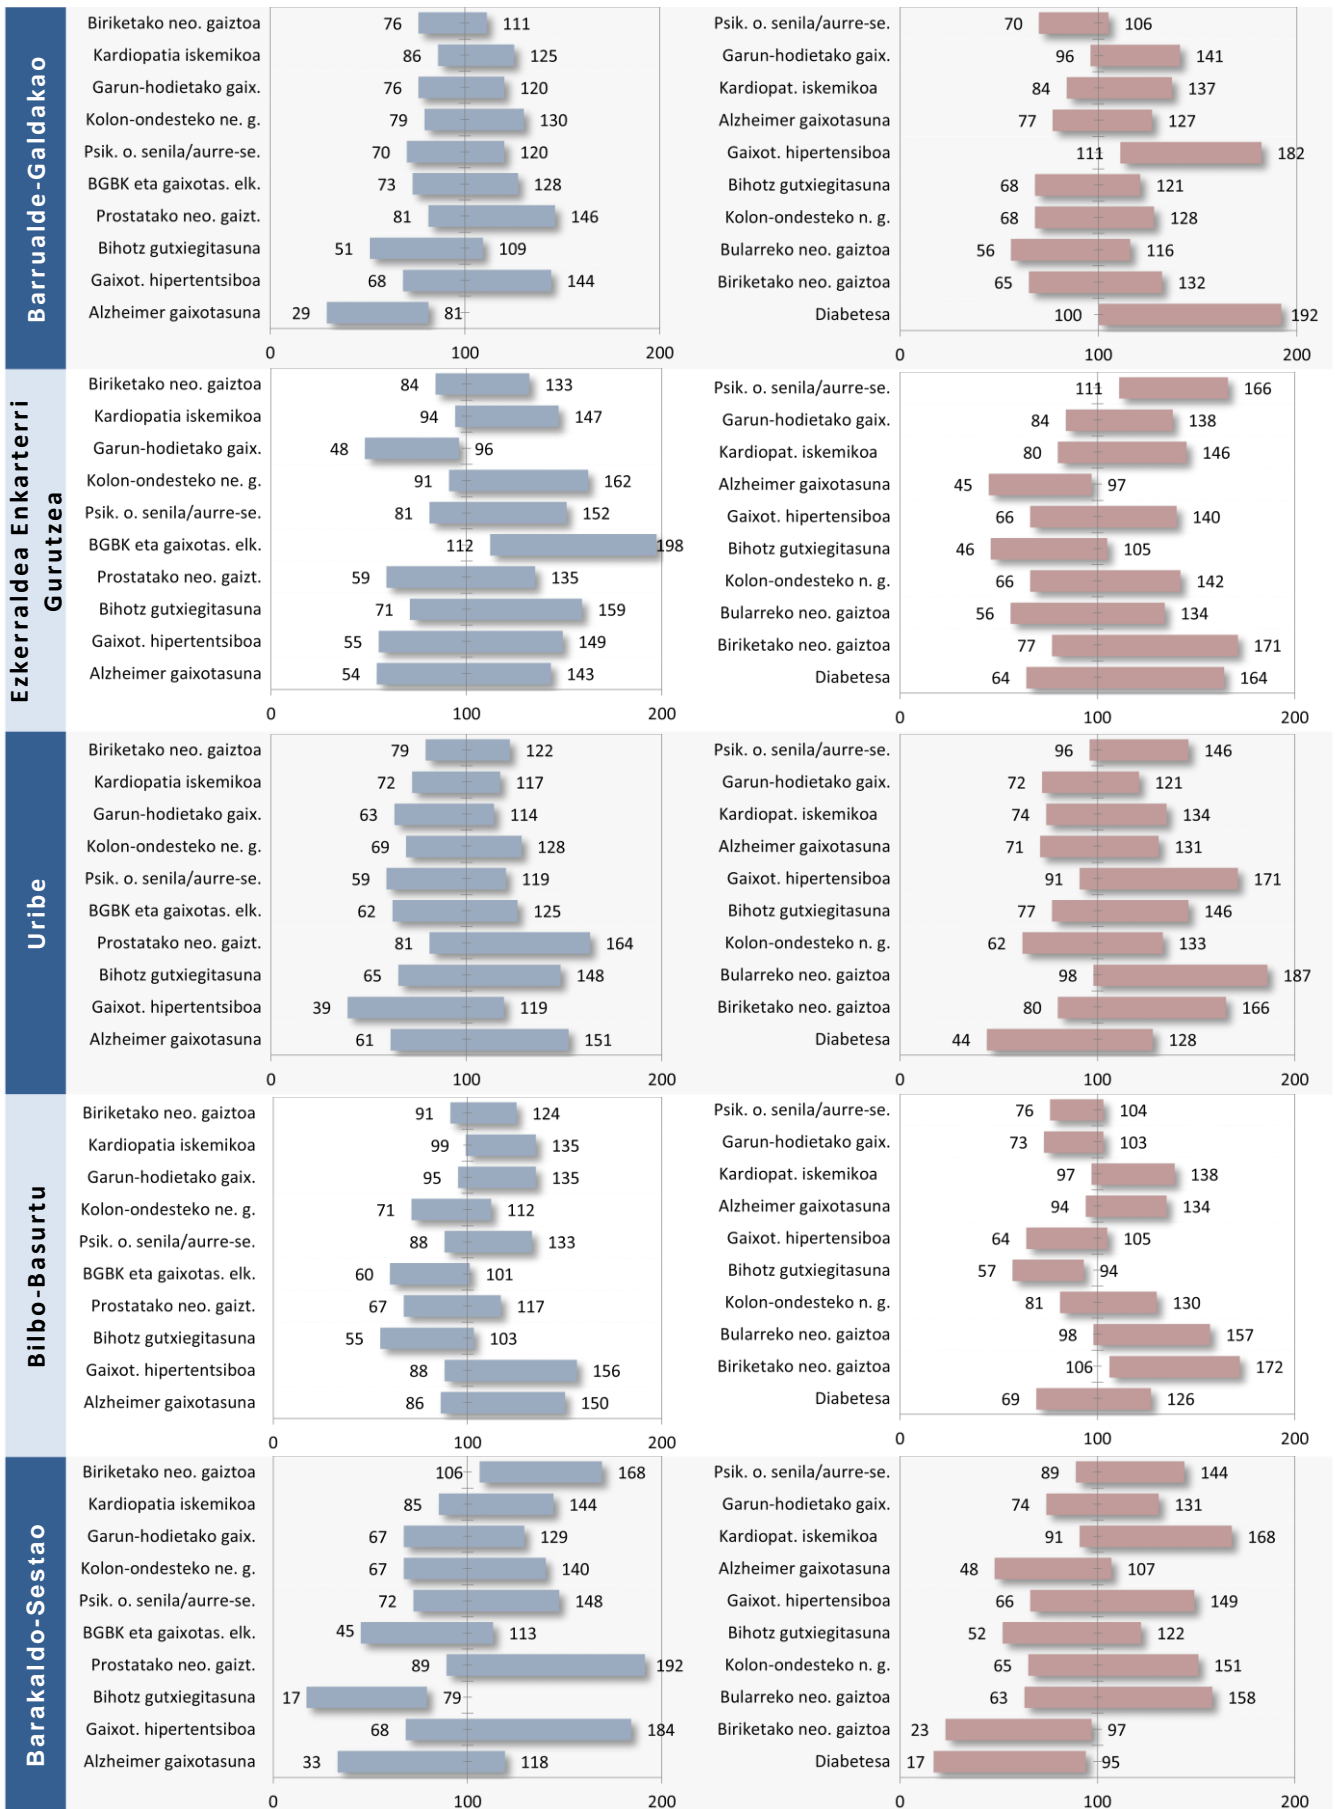 Barrualde-Galdakao
Biriketako neo. gaiztoa 76 111
Kardiopatia iskemikoa 86 125
Garun-hodietako gaix. 76 120
Kolon-ondesteko ne. g. 79 130
Psik. o. senila/aurre-se. 70 120
BGBK eta gaixotas. elk. 73 128
Prostatako neo. gaizt. 81 146
Bihotz gutxiegitasuna 51 109
Gaixot. hipertentsiboa 68 144
Alzheimer gaixotasuna 29 81
0 100 200
Psik. o. senila/aurre-se. 70 106
Garun-hodietako gaix. 96 141
Kardiopat. iskemikoa 84 137
Alzheimer gaixotasuna 77 127
Gaixot. hipertensiboa 111 182
Bihotz gutxiegitasuna 68 121
Kolon-ondesteko n. g. 68 128
Bularreko neo. gaiztoa 56 116
Biriketako neo. gaiztoa 65 132
Diabetesa 100 192
0 100 200
Ezkerraldea Enkarterri
Gurutzea
Biriketako neo. gaiztoa 84 133
Kardiopatia iskemikoa 94 147
Garun-hodietako gaix. 48 96
Kolon-ondesteko ne. g. 91 162
Psik. o. senila/aurre-se. 81 152
BGBK eta gaixotas. elk. 112 198
Prostatako neo. gaizt. 59 135
Bihotz gutxiegitasuna 71 159
Gaixot. hipertensiboa 55 149
Alzheimer gaixotasuna 54 143
0 100 200
Psik. o. senila/aurre-se. 111 166
Garun-hodietako gaix. 84 138
Kardiopat. iskemikoa 80 146
Alzheimer gaixotasuna 45 97
Gaixot. hipertensiboa 66 140
Bihotz gutxiegitasuna 46 105
Kolon-ondesteko n. g. 66 142
Bularreko neo. gaiztoa 56 134
Biriketako neo. gaiztoa 77 171
Diabetesa 64 164
0 100 200
Uribe
Biriketako neo. gaiztoa 79 122
Kardiopatia iskemikoa 72 117
Garun-hodietako gaix. 63 114
Kolon-ondesteko ne. g. 69 128
Psik. o. senila/aurre-se. 59 119
BGBK eta gaixotas. elk. 62 125
Prostatako neo. gaizt. 81 164
Bihotz gutxiegitasuna 65 148
Gaixot. hipertensiboa 39 119
Alzheimer gaixotasuna 61 151
0 100 200
Psik. o. senila/aurre-se. 96 146
Garun-hodietako gaix. 72 121
Kardiopat. iskemikoa 74 134
Alzheimer gaixotasuna 71 131
Gaixot. hipertensiboa 91 171
Bihotz gutxiegitasuna 77 146
Kolon-ondesteko n. g. 62 133
Bularreko neo. gaiztoa 98 187
Biriketako neo. gaiztoa 80 166
Diabetesa 44 128
0 100 200
Bilbo-Basurtu
Biriketako neo. gaiztoa 91 124
Kardiopatia iskemikoa 99 135
Garun-hodietako gaix. 95 135
Kolon-ondesteko ne. g. 71 112
Psik. o. senila/aurre-se. 88 133
BGBK eta gaixotas. elk. 60 101
Prostatako neo. gaizt. 67 117
Bihotz gutxiegitasuna 55 103
Gaixot. hipertensiboa 88 156
Alzheimer gaixotasuna 86 150
0 100 200
Psik. o. senila/aurre-se. 76 104
Garun-hodietako gaix. 73 103
Kardiopat. iskemikoa 97 138
Alzheimer gaixotasuna 94 134
Gaixot. hipertensiboa 64 105
Bihotz gutxiegitasuna 57 94
Kolon-ondesteko n. g. 81 130
Bularreko neo. gaiztoa 98 157
Biriketako neo. gaiztoa 106 172
Diabetesa 69 126
0 100 200
Barakaldo-Sestao
Biriketako neo. gaiztoa 106 168
Kardiopatia iskemikoa 85 144
Garun-hodietako gaix. 67 129
Kolon-ondesteko ne. g. 67 140
Psik. o. senila/aurre-se. 72 148
BGBK eta gaixotas. elk. 45 113
Prostatako neo. gaizt. 89 192
Bihotz gutxiegitasuna 17 79
Gaixot. hipertensiboa 68 184
Alzheimer gaixotasuna 33 118
0 100 200
Psik. o. senila/aurre-se. 89 144
Garun-hodietako gaix. 74 131
Kardiopat. iskemikoa 91 168
Alzheimer gaixotasuna 48 107
Gaixot. hipertensiboa 66 149
Bihotz gutxiegitasuna 52 122
Kolon-ondesteko n. g. 65 151
Bularreko neo. gaiztoa 63 158
Biriketako neo. gaiztoa 23 97
Diabetesa 17 95
0 100 200